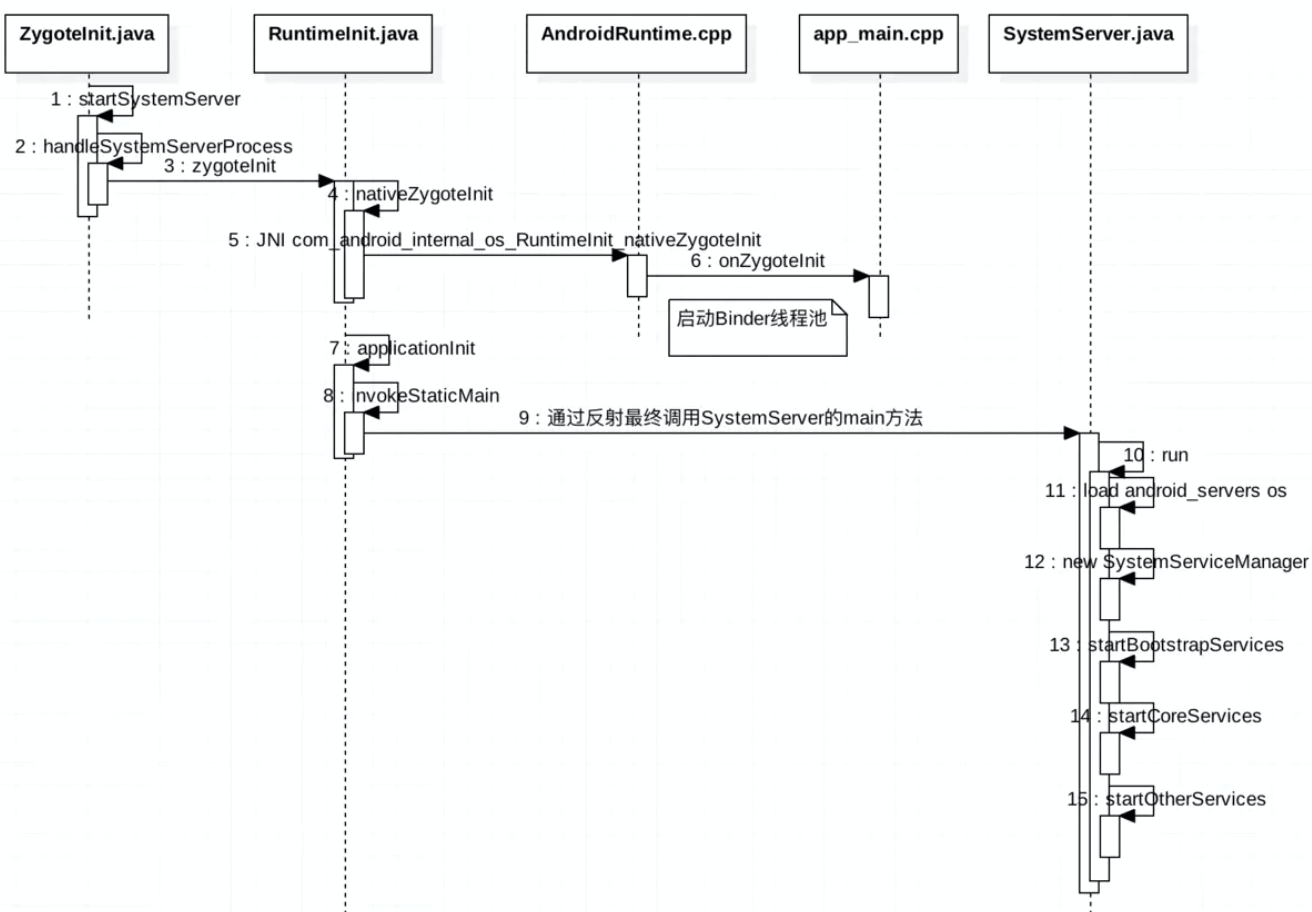 ZygoteInit.java
RuntimeInit.java
AndroidRuntime.cpp
app_main.cpp
SystemServer.java
1 : startSystemServer
2 : handleSystemServerProcess
3 : zygoteInit
4 : nativeZygoteInit
5 : JNI com_android_internal_os_RuntimeInit_nativeZygoteInit
6 : onZygoteInit
启动Binder线程池
7 : applicationInit
8 : invokeStaticMain
9 : 通过反射最终调用SystemServer的main方法
10 : run
11 : load android_servers os
12 : new SystemServiceManager
13 : startBootstrapServices
14 : startCoreServices
15 : startOtherServices